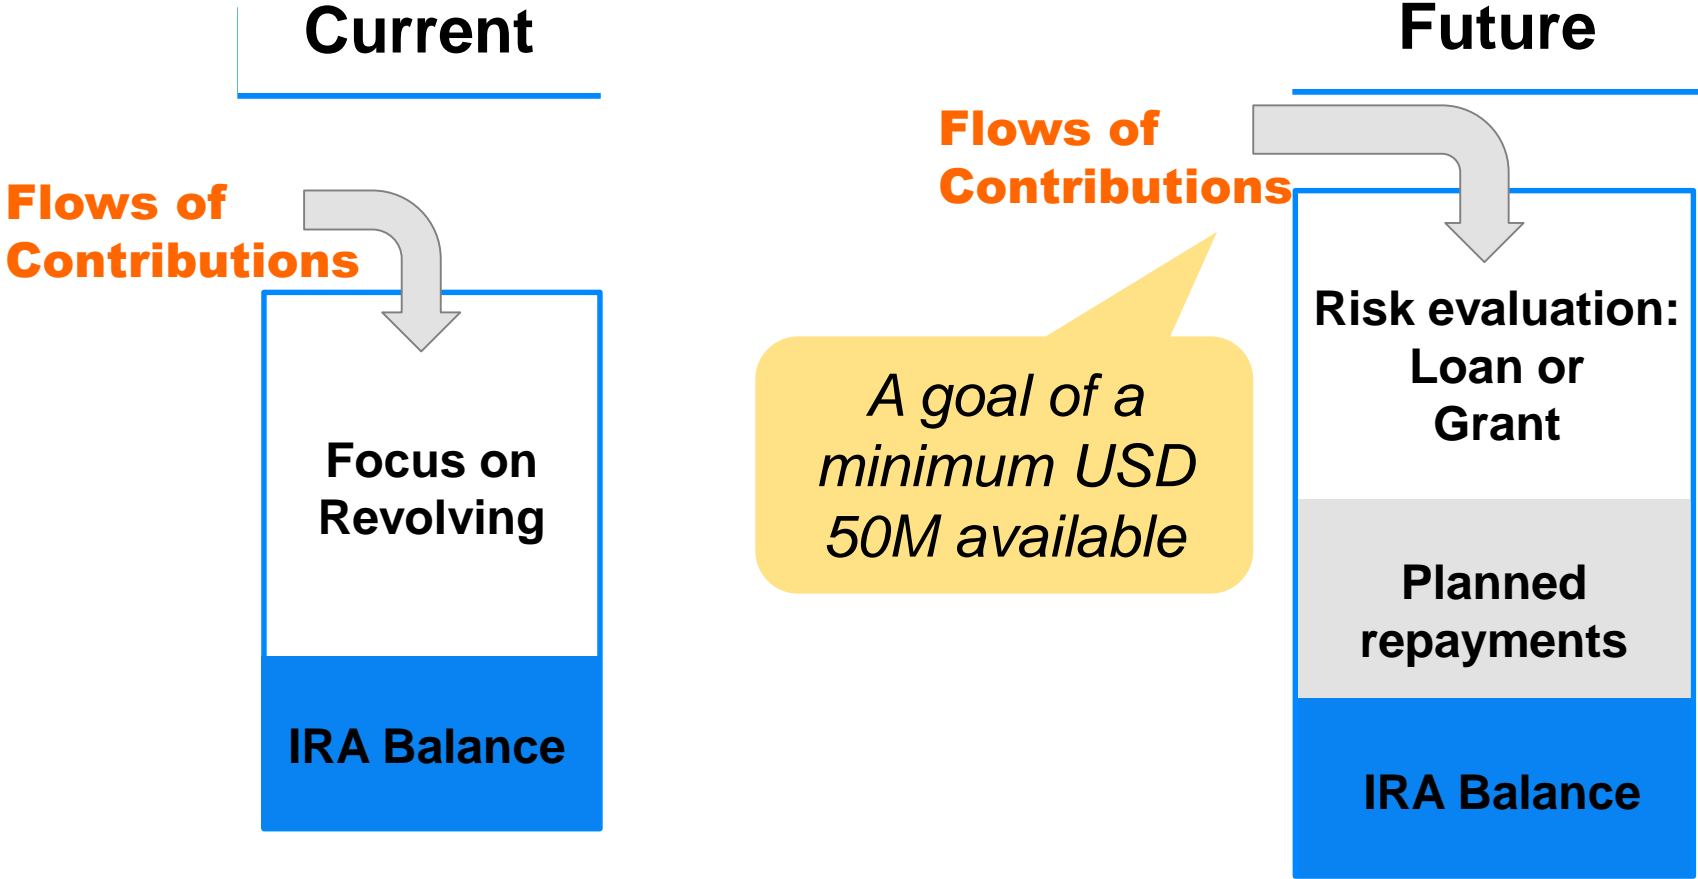 Current
Flows of
Contributions
Focus on
Revolving
IRA Balance
Future
Flows of
Contributions
A goal of a
minimum USD
50M available
Risk evaluation:
Loan or
Grant
Planned
repayments
IRA Balance